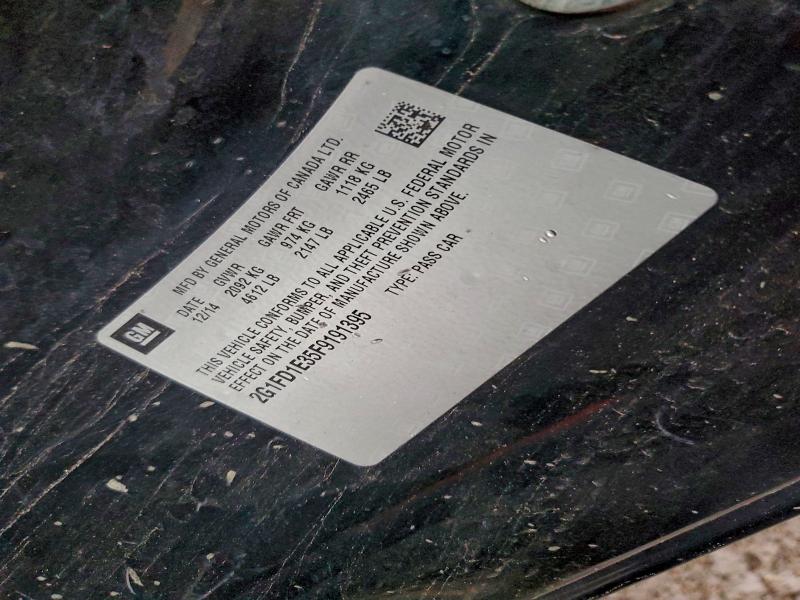 GM
MFD BY GENERAL MOTORS OF CANADA LTD.
DATE GVWR GAWR FRT GAWR RR
12/14 2092 KG 974 KG 1118 KG
4612 LB 2147 LB 2465 LB
THIS VEHICLE CONFORMS TO ALL APPLICABLE U.S. FEDERAL MOTOR
VEHICLE SAFETY, BUMPER, AND THEFT PREVENTION STANDARDS IN
EFFECT ON THE DATE OF MANUFACTURE SHOWN ABOVE.
2G1FD1E35F9191395 TYPE: PASS CAR